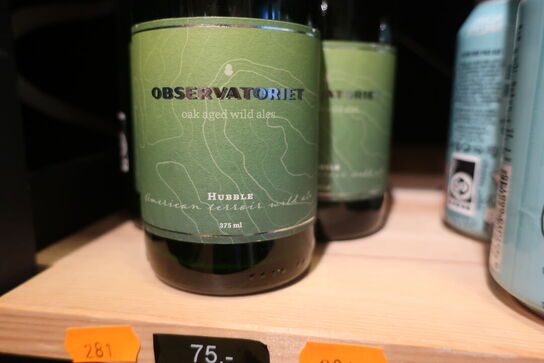 OBSERVATORIET
oak aged wild ales
HUBBLE
American terroir wild ale
375 ml
281
75,-